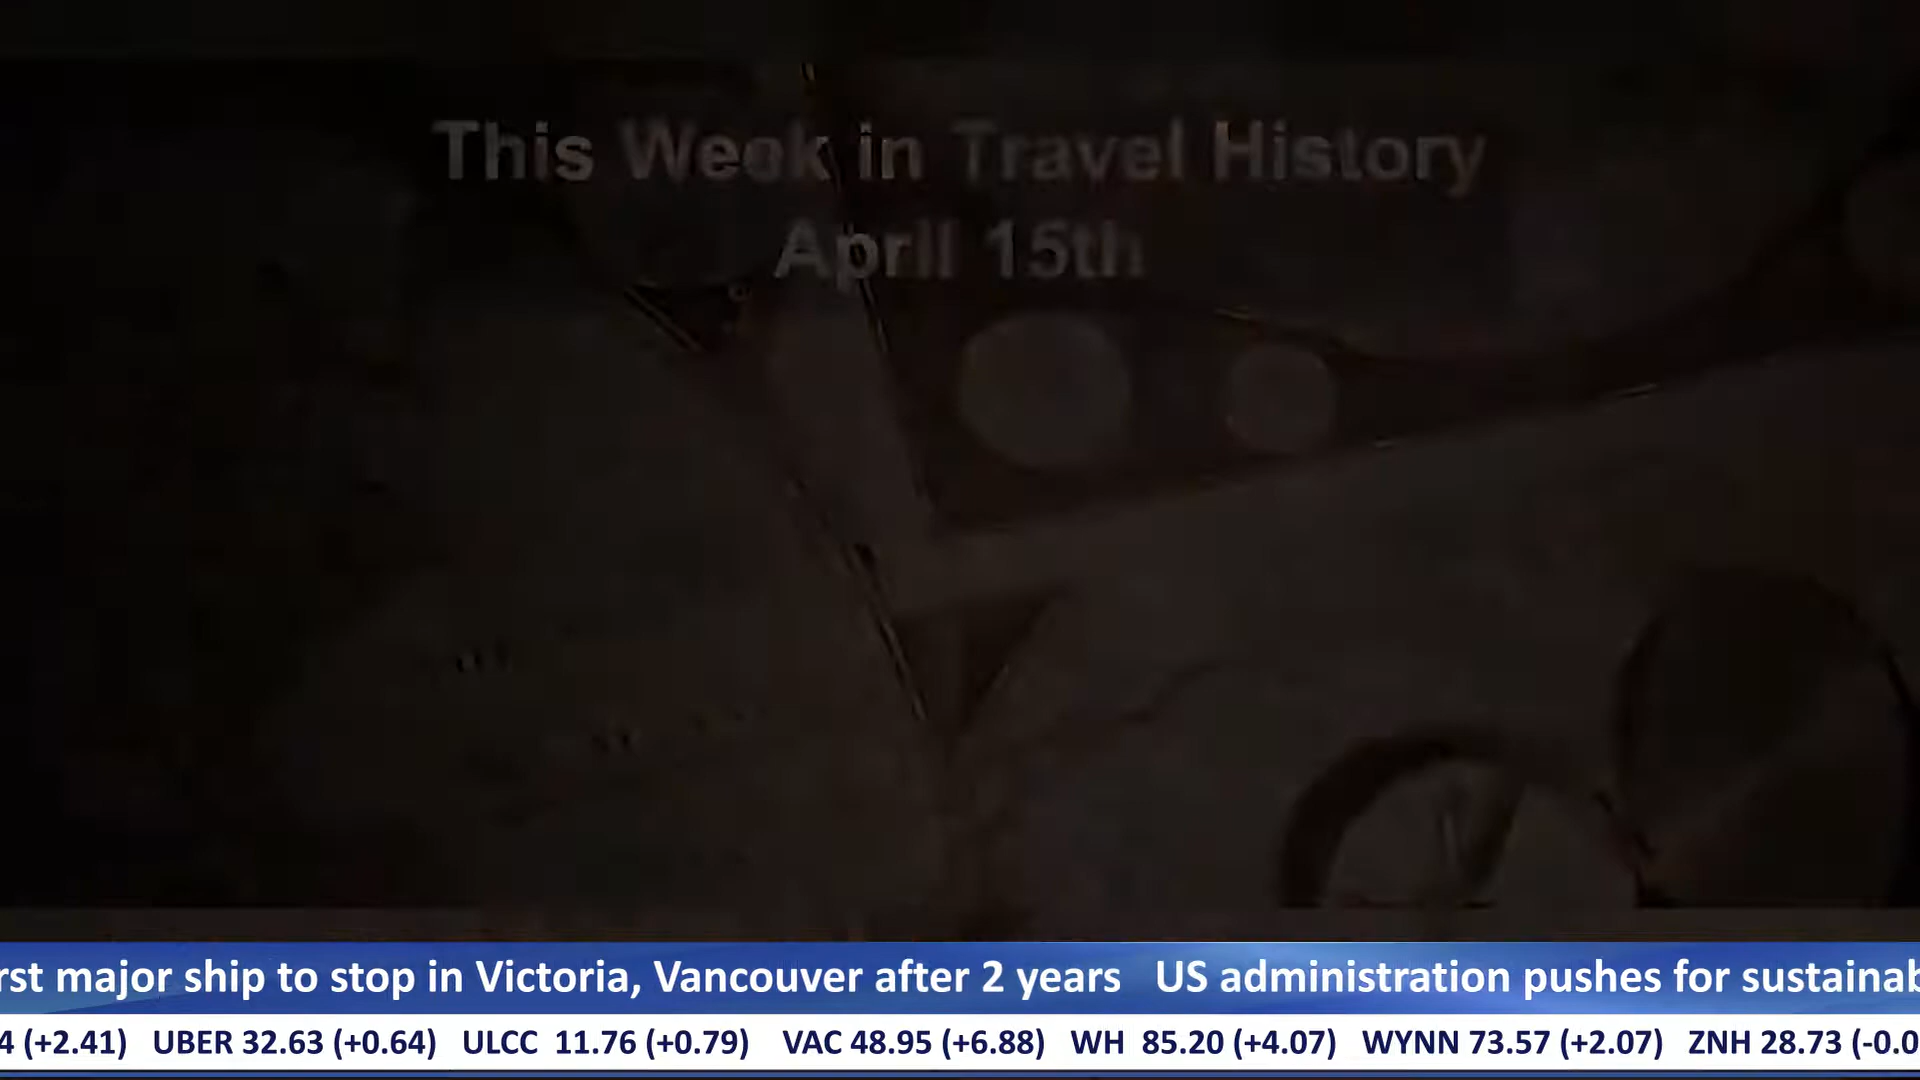 This Week in Travel History
April 15th
rst major ship to stop in Victoria, Vancouver after 2 years US administration pushes for sustainab
4 (+2.41) UBER 32.63 (+0.64) ULCC 11.76 (+0.79) VAC 48.95 (+6.88) WH 85.20 (+4.07) WYNN 73.57 (+2.07) ZNH 28.73 (-0.0